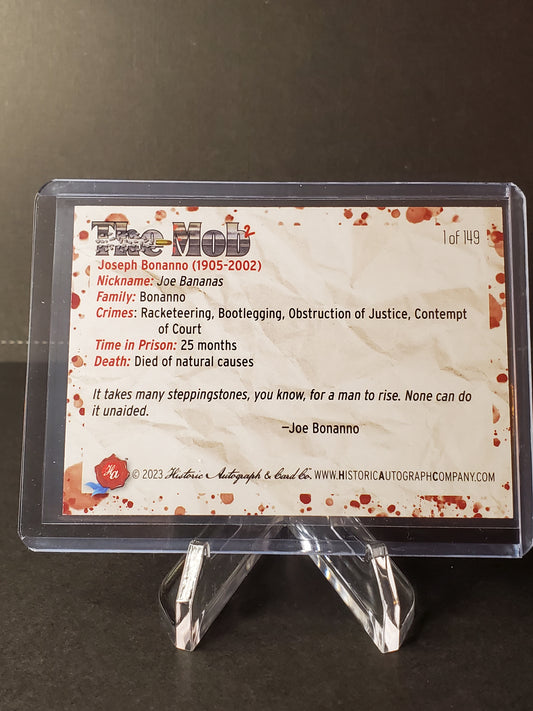 The Mob 2
1 of 149
Joseph Bonanno (1905-2002)
Nickname: Joe Bananas
Family: Bonanno
Crimes: Racketeering, Bootlegging, Obstruction of Justice, Contempt
of Court
Time in Prison: 25 months
Death: Died of natural causes
It takes many steppingstones, you know, for a man to rise. None can do
it unaided.
—Joe Bonanno
Ha © 2023 Historic Autograph & Card Co.™ WWW.HISTORICAUTOGRAPHCOMPANY.COM